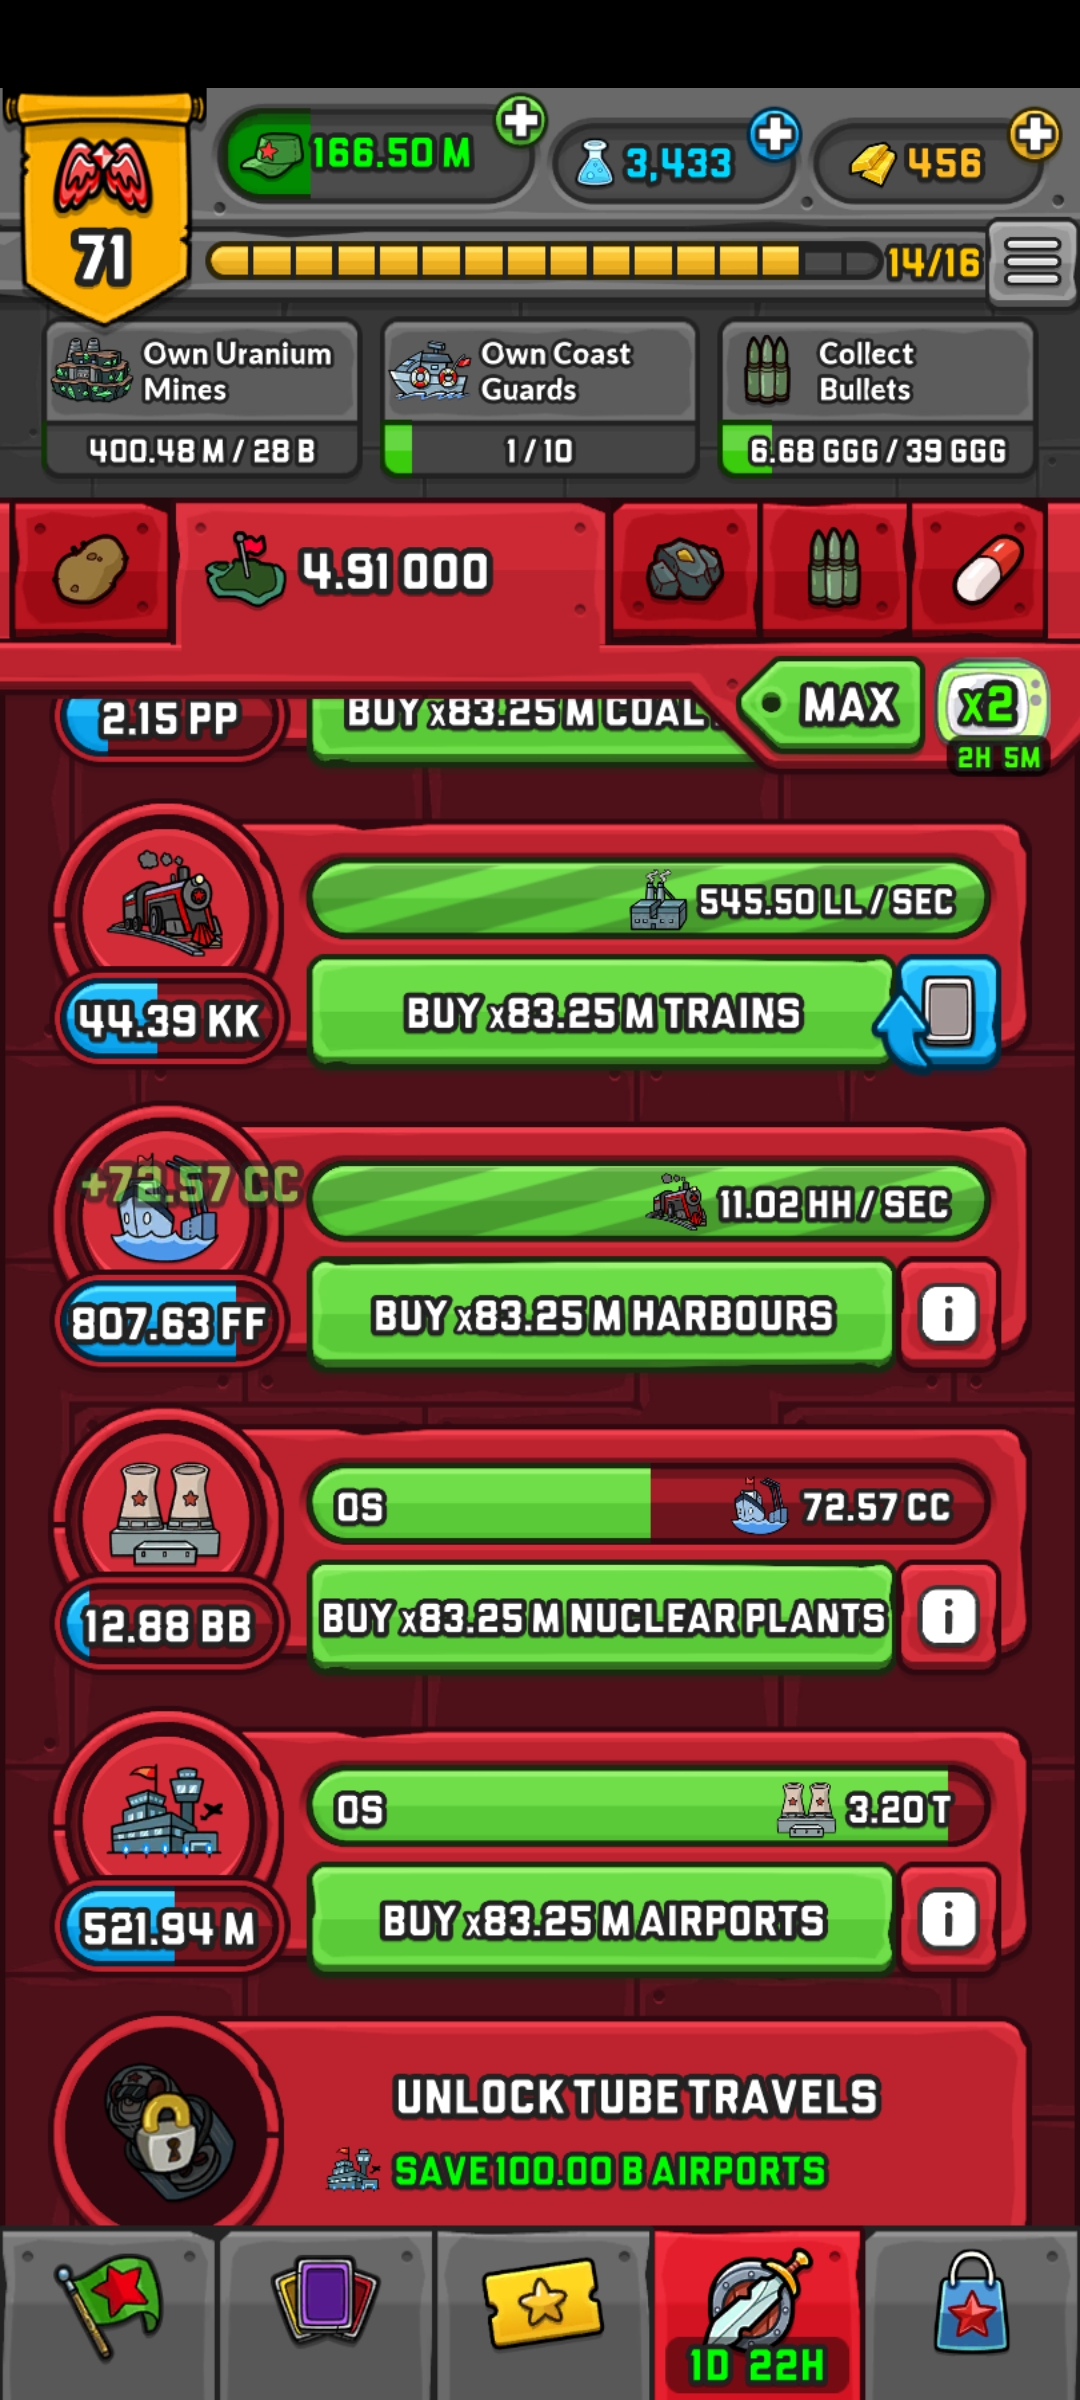 166.50 M
3,433
456
71
14/16
Own Uranium
Mines
400.48 M / 28 B
Own Coast
Guards
1 / 10
Collect
Bullets
6.68 GGG / 39 GGG
4.91 OOO
MAX
x2
2H 5M
2.15 PP
BUY x83.25 M COAL
545.50 LL / SEC
44.39 KK
BUY x83.25 M TRAINS
+72.57 CC
11.02 HH / SEC
807.63 FF
BUY x83.25 M HARBOURS
i
0S
72.57 CC
12.88 BB
BUY x83.25 M NUCLEAR PLANTS
i
0S
3.20 T
521.94 M
BUY x83.25 M AIRPORTS
i
UNLOCK TUBE TRAVELS
SAVE 100.00 B AIRPORTS
1D 22H